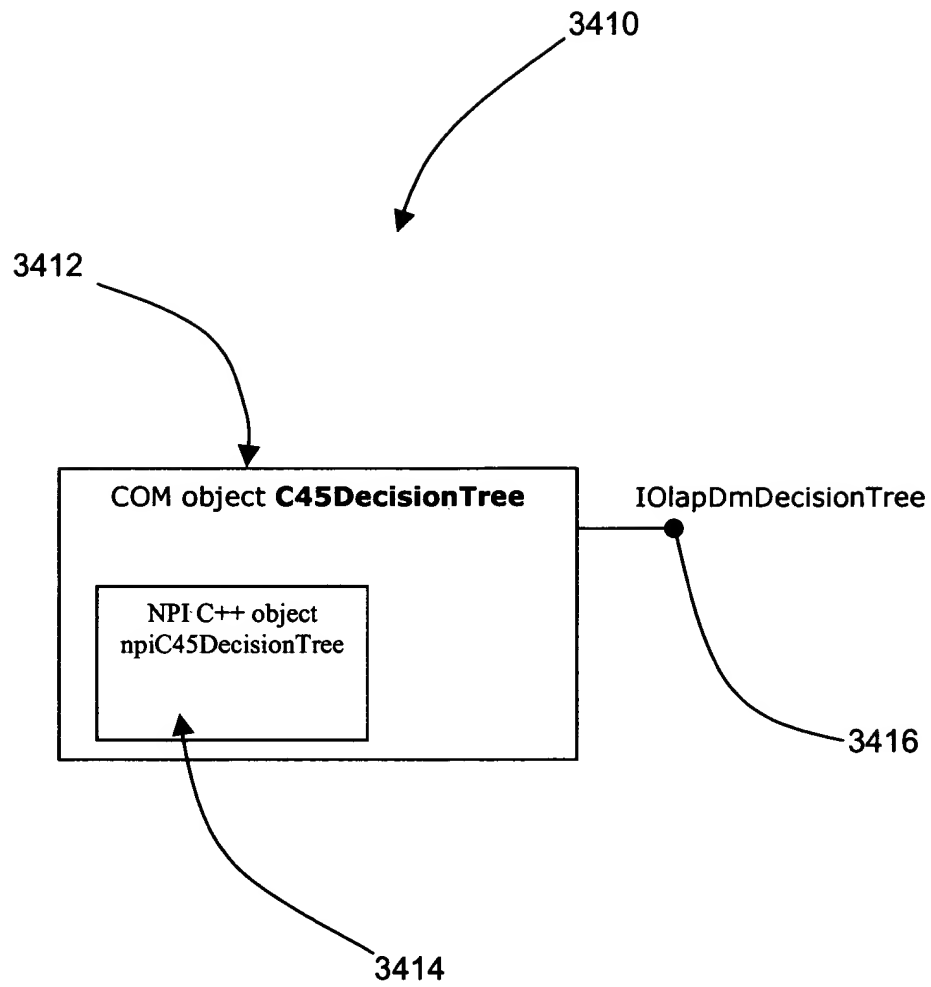 3410
3412
COM object C45DecisionTree
IOlapDmDecisionTree
NPI C++ object
npiC45DecisionTree
3416
3414